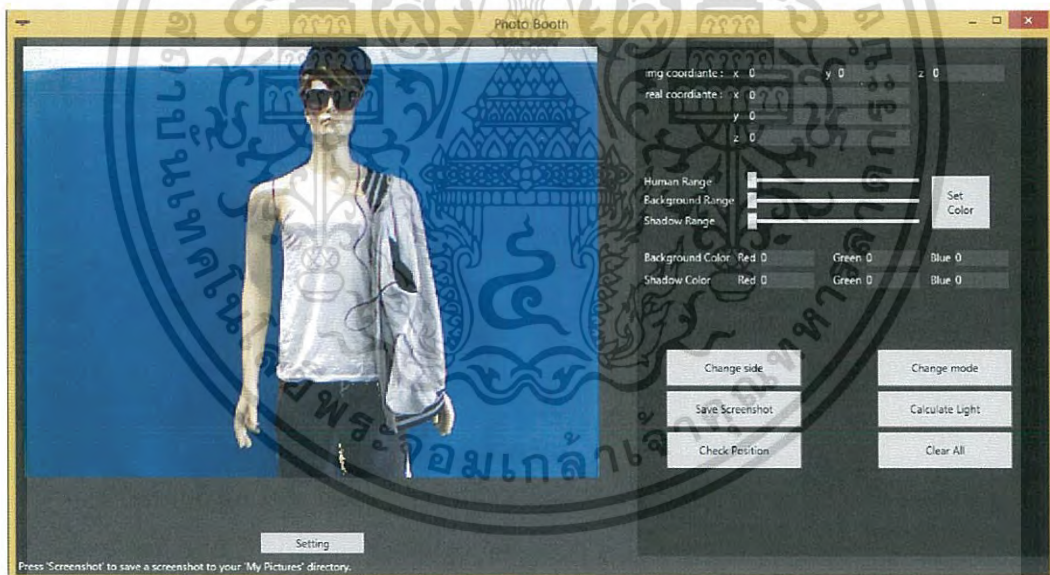 Photo Booth
img coordiante : x 0 y 0 z 0
real coordiante : x 0
y 0
z 0
Human Range
Background Range
Shadow Range
Set
Color
Background Color Red 0 Green 0 Blue 0
Shadow Color Red 0 Green 0 Blue 0
Change side Change mode
Save Screenshot Calculate Light
Check Position Clear All
Setting
Press 'Screenshot' to save a screenshot to your 'My Pictures' directory.